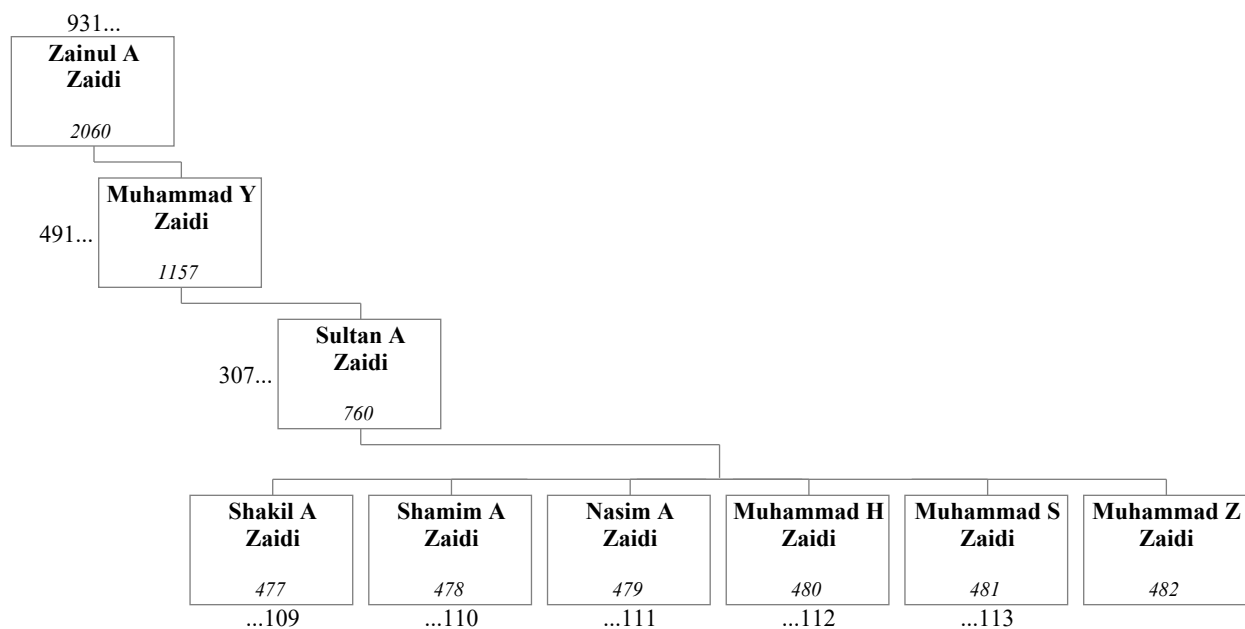 931...
Zainul A
Zaidi
2060
Muhammad Y
Zaidi
491...
1157
Sultan A
Zaidi
307...
760
Shakil A
Zaidi
477
...109
Shamim A
Zaidi
478
...110
Nasim A
Zaidi
479
...111
Muhammad H
Zaidi
480
...112
Muhammad S
Zaidi
481
...113
Muhammad Z
Zaidi
482